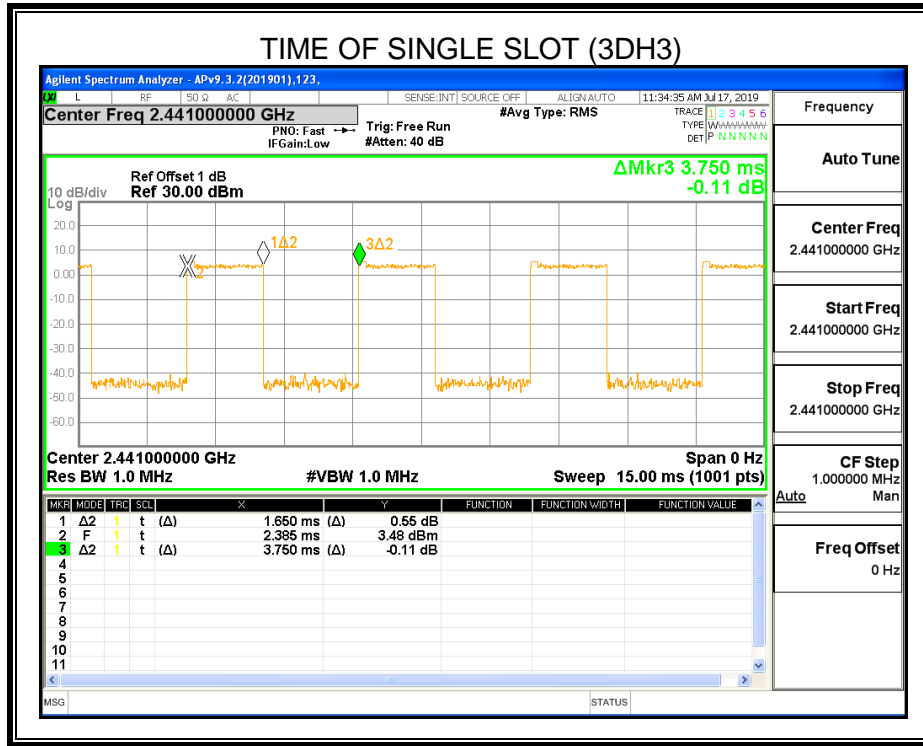 TIME OF SINGLE SLOT (3DH3)
Agilent Spectrum Analyzer - APv9.3.2(201901),123,
LXI L RF 50 Ω AC SENSE:INT SOURCE OFF ALIGN AUTO 11:34:35 AM Jul 17, 2019
Center Freq 2.441000000 GHz
PNO: Fast
IFGain:Low
Trig: Free Run
#Atten: 40 dB
#Avg Type: RMS
TRACE 1 2 3 4 5 6
TYPE W
DET P N N N N N
ΔMkr3 3.750 ms
-0.11 dB
Ref Offset 1 dB
10 dB/div Ref 30.00 dBm
Log
20.0
10.0
0.00
-10.0
-20.0
-30.0
-40.0
-50.0
-60.0
2
1Δ2
3Δ2
Center 2.441000000 GHz Span 0 Hz
Res BW 1.0 MHz #VBW 1.0 MHz Sweep 15.00 ms (1001 pts)
MKR MODE TRC SCL X Y FUNCTION FUNCTION WIDTH FUNCTION VALUE
1 Δ2 1 t (Δ) 1.650 ms (Δ) 0.55 dB
2 F 1 t 2.385 ms 3.48 dBm
3 Δ2 1 t (Δ) 3.750 ms (Δ) -0.11 dB
4
5
6
7
8
9
10
11
MSG STATUS
Frequency
Auto Tune
Center Freq
2.441000000 GHz
Start Freq
2.441000000 GHz
Stop Freq
2.441000000 GHz
CF Step
1.000000 MHz
Auto Man
Freq Offset
0 Hz